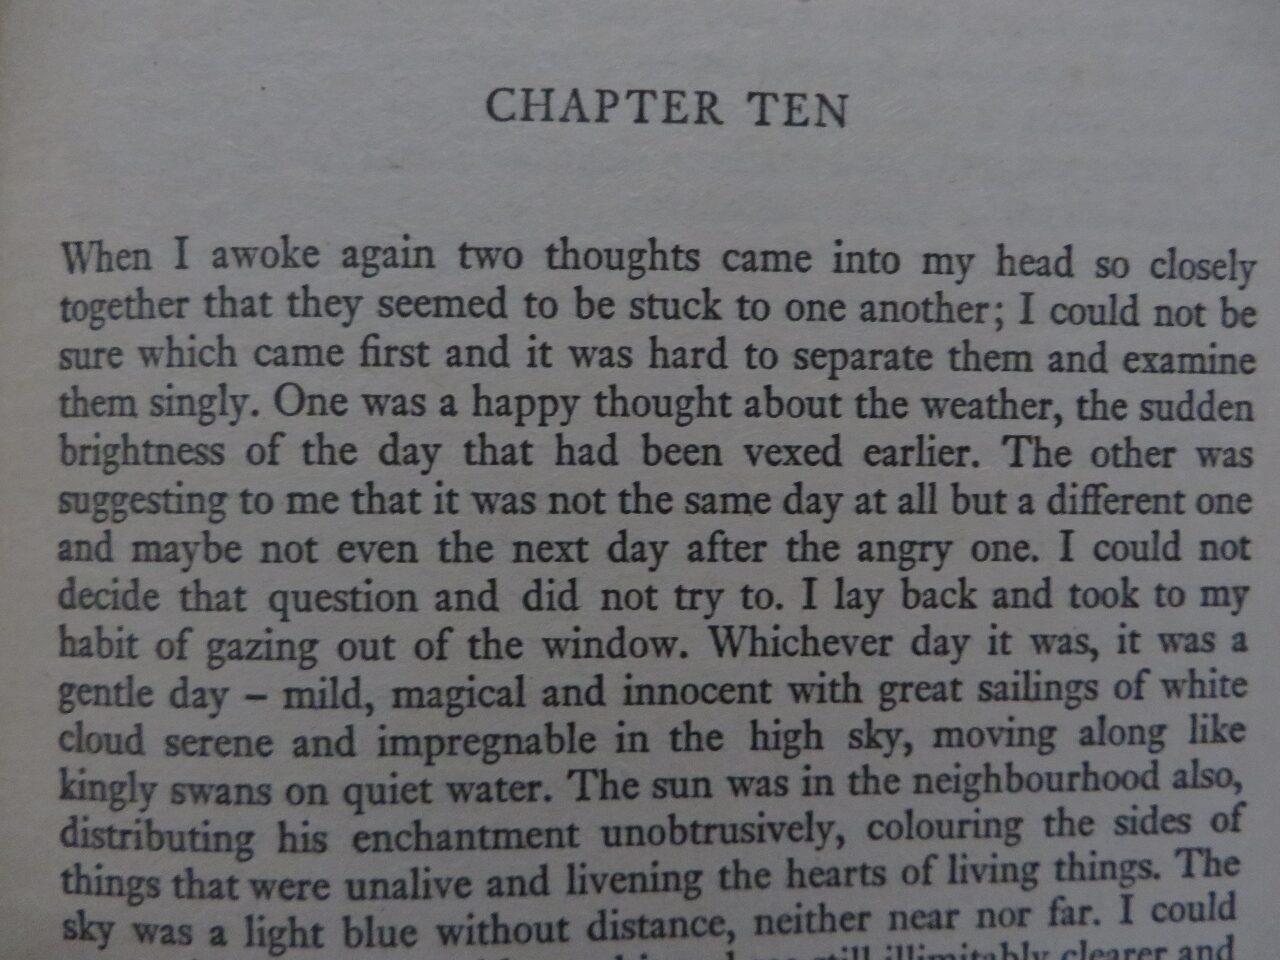 CHAPTER TEN
When I awoke again two thoughts came into my head so closely
together that they seemed to be stuck to one another; I could not be
sure which came first and it was hard to separate them and examine
them singly. One was a happy thought about the weather, the sudden
brightness of the day that had been vexed earlier. The other was
suggesting to me that it was not the same day at all but a different one
and maybe not even the next day after the angry one. I could not
decide that question and did not try to. I lay back and took to my
habit of gazing out of the window. Whichever day it was, it was a
gentle day – mild, magical and innocent with great sailings of white
cloud serene and impregnable in the high sky, moving along like
kingly swans on quiet water. The sun was in the neighbourhood also,
distributing his enchantment unobtrusively, colouring the sides of
things that were unalive and livening the hearts of living things. The
sky was a light blue without distance, neither near nor far. I could
still illimitably clearer and